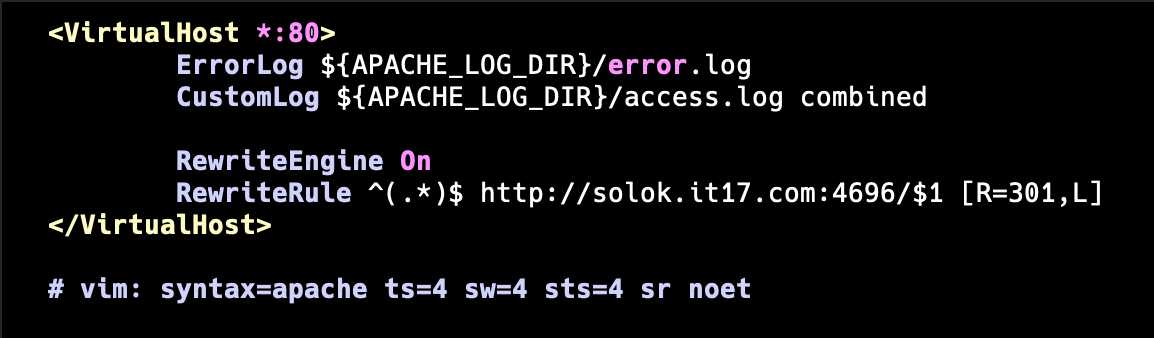 <VirtualHost *:80>
ErrorLog ${APACHE_LOG_DIR}/error.log
CustomLog ${APACHE_LOG_DIR}/access.log combined
RewriteEngine On
RewriteRule ^(.*)$ http://solok.it17.com:4696/$1 [R=301,L]
</VirtualHost>
# vim: syntax=apache ts=4 sw=4 sts=4 sr noet